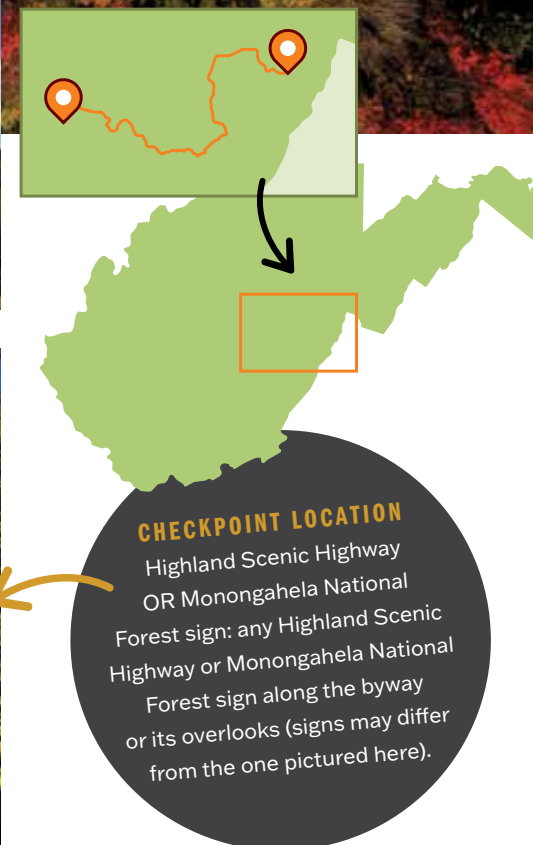 CHECKPOINT LOCATION
Highland Scenic Highway
OR Monongahela National
Forest sign: any Highland Scenic
Highway or Monongahela National
Forest sign along the byway
or its overlooks (signs may differ
from the one pictured here).